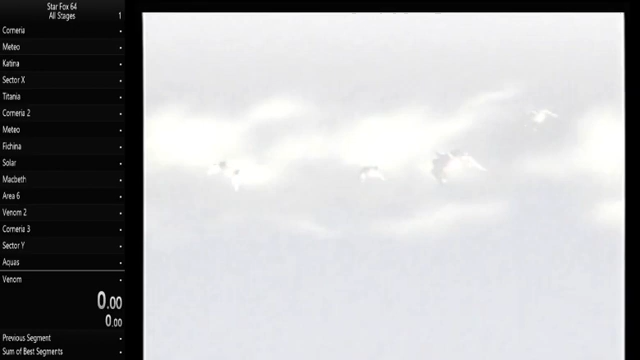 Star Fox 64
All Stages 1
Corneria -
Meteo -
Katina -
Sector X -
Titania -
Corneria 2 -
Meteo -
Fichina -
Solar -
Macbeth -
Area 6 -
Venom 2 -
Corneria 3 -
Sector Y -
Aquas -
Venom -
0.00
0.00
Previous Segment -
Sum of Best Segments -